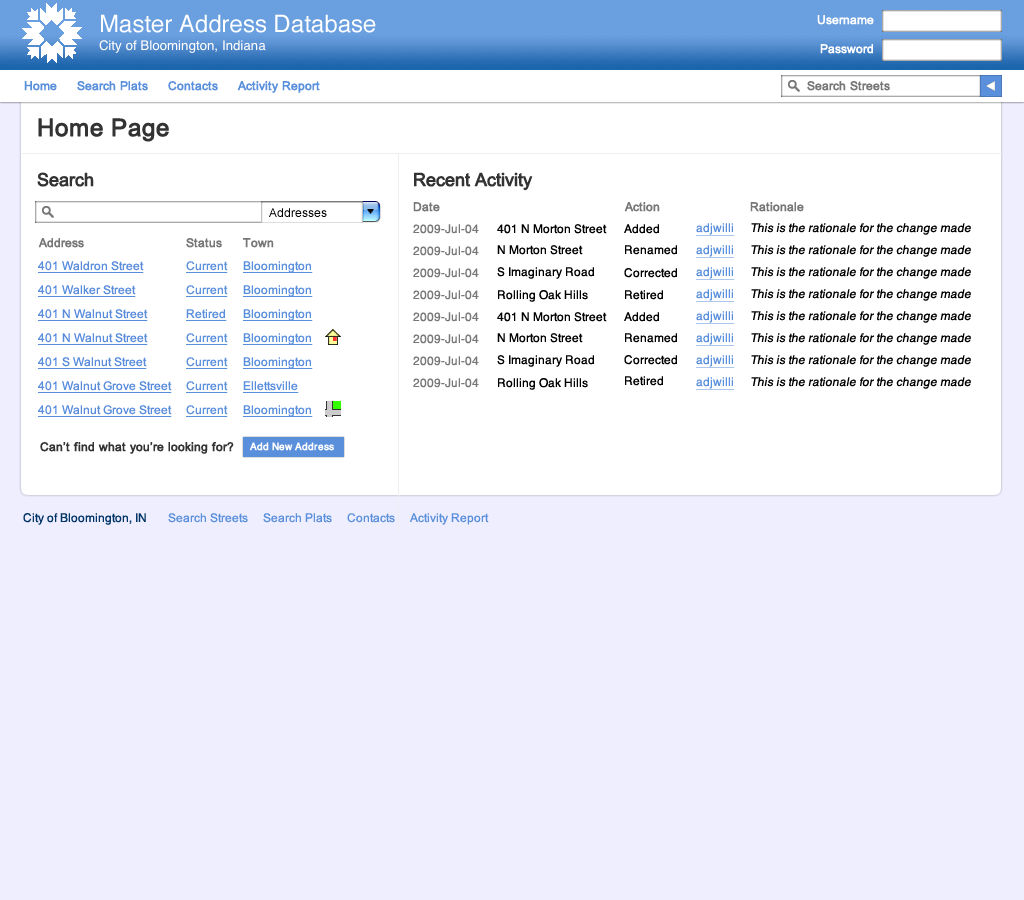 Master Address Database
City of Bloomington, Indiana
Username
Password
Home Search Plats Contacts Activity Report
Search Streets
Home Page
Search
Addresses
Address Status Town
401 Waldron Street Current Bloomington
401 Walker Street Current Bloomington
401 N Walnut Street Retired Bloomington
401 N Walnut Street Current Bloomington
401 S Walnut Street Current Bloomington
401 Walnut Grove Street Current Ellettsville
401 Walnut Grove Street Current Bloomington
Can't find what you're looking for? Add New Address
Recent Activity
Date Action Rationale
2009-Jul-04 401 N Morton Street Added adjwilli This is the rationale for the change made
2009-Jul-04 N Morton Street Renamed adjwilli This is the rationale for the change made
2009-Jul-04 S Imaginary Road Corrected adjwilli This is the rationale for the change made
2009-Jul-04 Rolling Oak Hills Retired adjwilli This is the rationale for the change made
2009-Jul-04 401 N Morton Street Added adjwilli This is the rationale for the change made
2009-Jul-04 N Morton Street Renamed adjwilli This is the rationale for the change made
2009-Jul-04 S Imaginary Road Corrected adjwilli This is the rationale for the change made
2009-Jul-04 Rolling Oak Hills Retired adjwilli This is the rationale for the change made
City of Bloomington, IN Search Streets Search Plats Contacts Activity Report